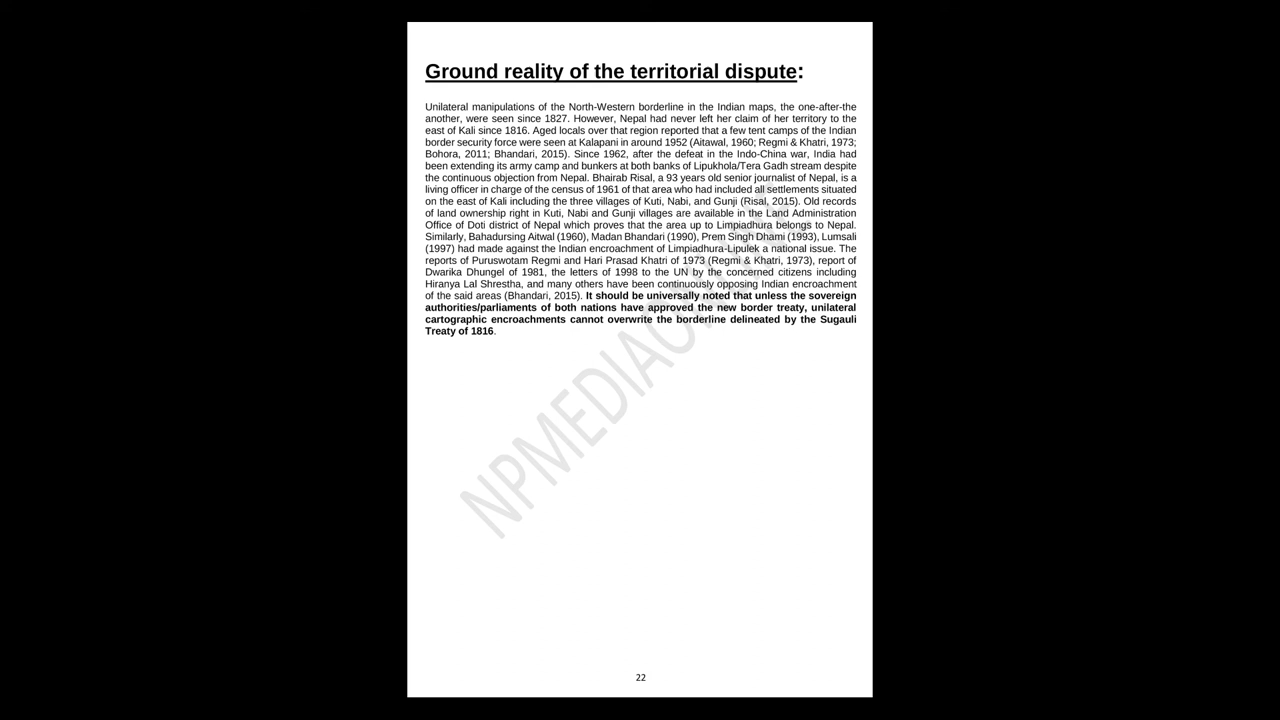 Ground reality of the territorial dispute:
Unilateral manipulations of the North-Western borderline in the Indian maps, the one-after-the
another, were seen since 1827. However, Nepal had never left her claim of her territory to the
east of Kali since 1816. Aged locals over that region reported that a few tent camps of the Indian
border security force were seen at Kalapani in around 1952 (Aitawal, 1960; Regmi & Khatri, 1973;
Bohora, 2011; Bhandari, 2015). Since 1962, after the defeat in the Indo-China war, India had
been extending its army camp and bunkers at both banks of Lipukhola/Tera Gadh stream despite
the continuous objection from Nepal. Bhairab Risal, a 93 years old senior journalist of Nepal, is a
living officer in charge of the census of 1961 of that area who had included all settlements situated
on the east of Kali including the three villages of Kuti, Nabi, and Gunji (Risal, 2015). Old records
of land ownership right in Kuti, Nabi and Gunji villages are available in the Land Administration
Office of Doti district of Nepal which proves that the area up to Limpiadhura belongs to Nepal.
Similarly, Bahadursing Aitwal (1960), Madan Bhandari (1990), Prem Singh Dhami (1993), Lumsali
(1997) had made against the Indian encroachment of Limpiadhura-Lipulek a national issue. The
reports of Puruswotam Regmi and Hari Prasad Khatri of 1973 (Regmi & Khatri, 1973), report of
Dwarika Dhungel of 1981, the letters of 1998 to the UN by the concerned citizens including
Hiranya Lal Shrestha, and many others have been continuously opposing Indian encroachment
of the said areas (Bhandari, 2015). It should be universally noted that unless the sovereign
authorities/parliaments of both nations have approved the new border treaty, unilateral
cartographic encroachments cannot overwrite the borderline delineated by the Sugauli
Treaty of 1816.
22